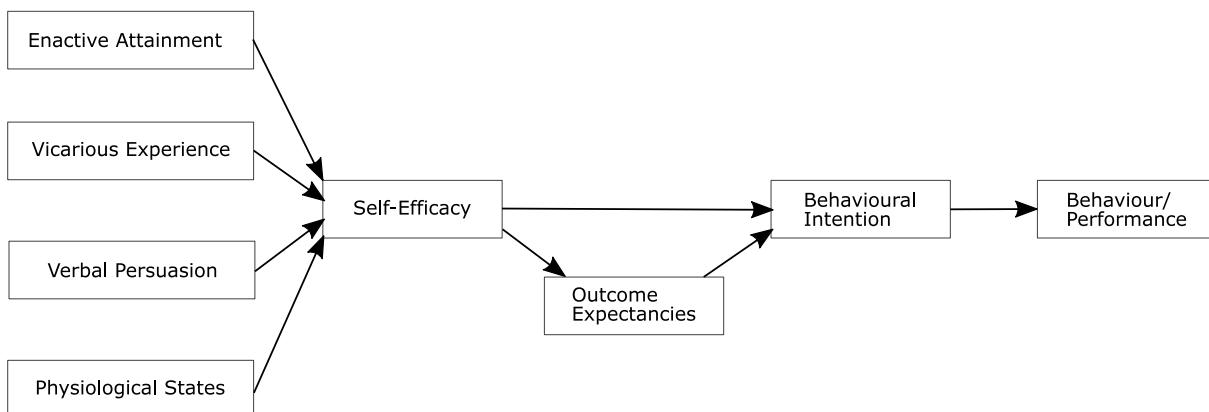 Enactive Attainment
Vicarious Experience
Verbal Persuasion
Physiological States
Self-Efficacy
Outcome
Expectancies
Behavioural
Intention
Behaviour/
Performance